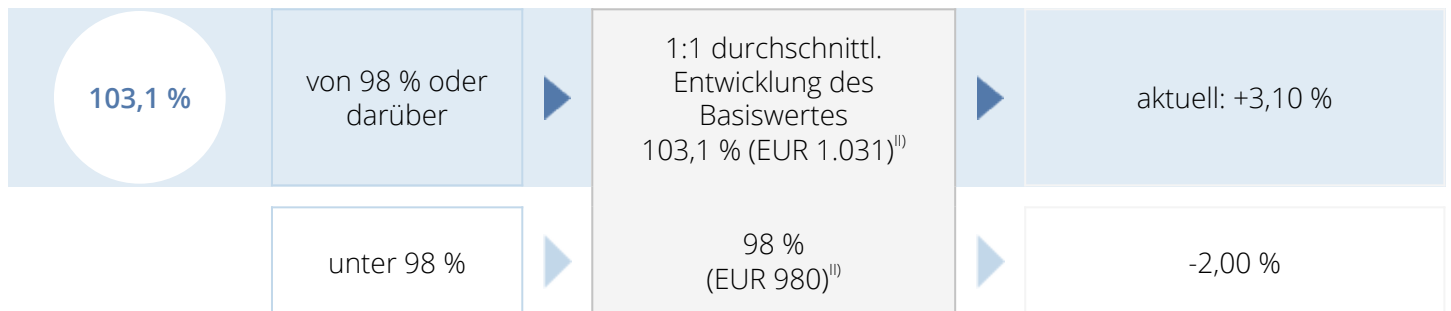 103,1 %
von 98 % oder
darüber
1:1 durchschnittl.
Entwicklung des
Basiswertes
103,1 % (EUR 1.031)II)
aktuell: +3,10 %
unter 98 %
98 %
(EUR 980)II)
-2,00 %